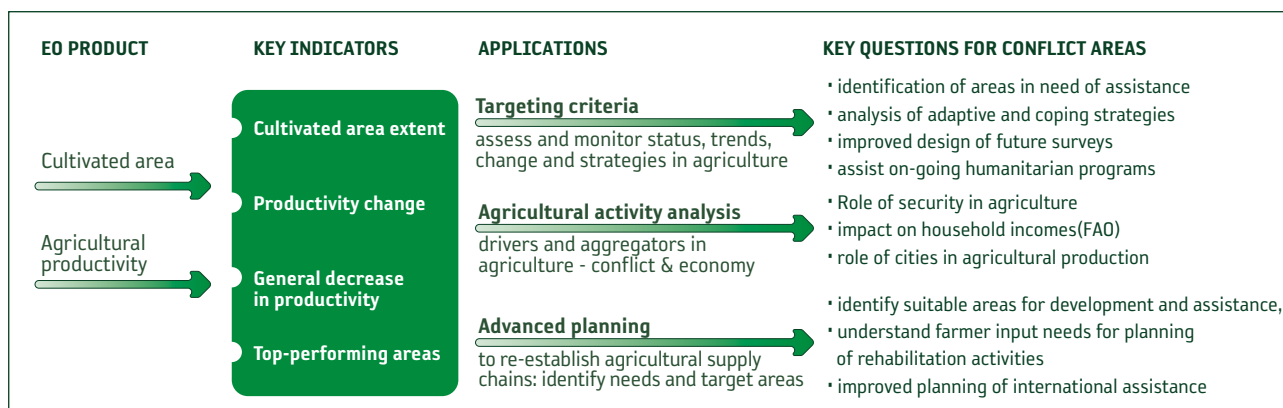 EO PRODUCT
KEY INDICATORS
APPLICATIONS
KEY QUESTIONS FOR CONFLICT AREAS
Cultivated area
Agricultural
productivity
Cultivated area extent
Productivity change
General decrease
in productivity
Top-performing areas
Targeting criteria
assess and monitor status, trends,
change and strategies in agriculture
Agricultural activity analysis
drivers and aggregators in
agriculture - conflict & economy
Advanced planning
to re-establish agricultural supply
chains: identify needs and target areas
· identification of areas in need of assistance
· analysis of adaptive and coping strategies
· improved design of future surveys
· assist on-going humanitarian programs
· Role of security in agriculture
· impact on household incomes(FAO)
· role of cities in agricultural production
· identify suitable areas for development and assistance,
· understand farmer input needs for planning
of rehabilitation activities
· improved planning of international assistance